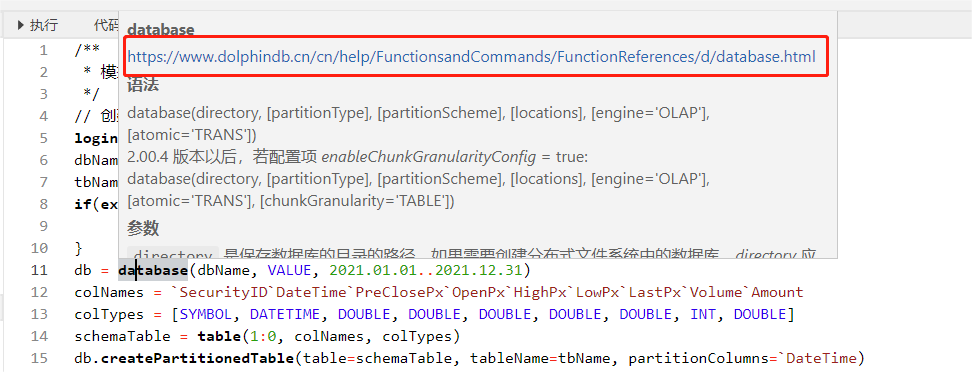 执行
代码
database
https://www.dolphindb.cn/cn/help/FunctionsandCommands/FunctionReferences/d/database.html
语法
database(directory, [partitionType], [partitionScheme], [locations], [engine='OLAP'],
[atomic='TRANS'])
2.00.4 版本以后，若配置项 enableChunkGranularityConfig = true:
database(directory, [partitionType], [partitionScheme], [locations], [engine='OLAP'],
[atomic='TRANS'], [chunkGranularity='TABLE'])
参数
directory 是保存数据库的目录的路径。如果需要创建分布式文件系统中的数据库，directory 应
1 /**
2 * 模
3 */
4 // 创
5 login
6 dbNam
7 tbNam
8 if(ex
9
10 }
11 db = database(dbName, VALUE, 2021.01.01..2021.12.31)
12 colNames = `SecurityID`DateTime`PreClosePx`OpenPx`HighPx`LowPx`LastPx`Volume`Amount
13 colTypes = [SYMBOL, DATETIME, DOUBLE, DOUBLE, DOUBLE, DOUBLE, DOUBLE, INT, DOUBLE]
14 schemaTable = table(1:0, colNames, colTypes)
15 db.createPartitionedTable(table=schemaTable, tableName=tbName, partitionColumns=`DateTime)